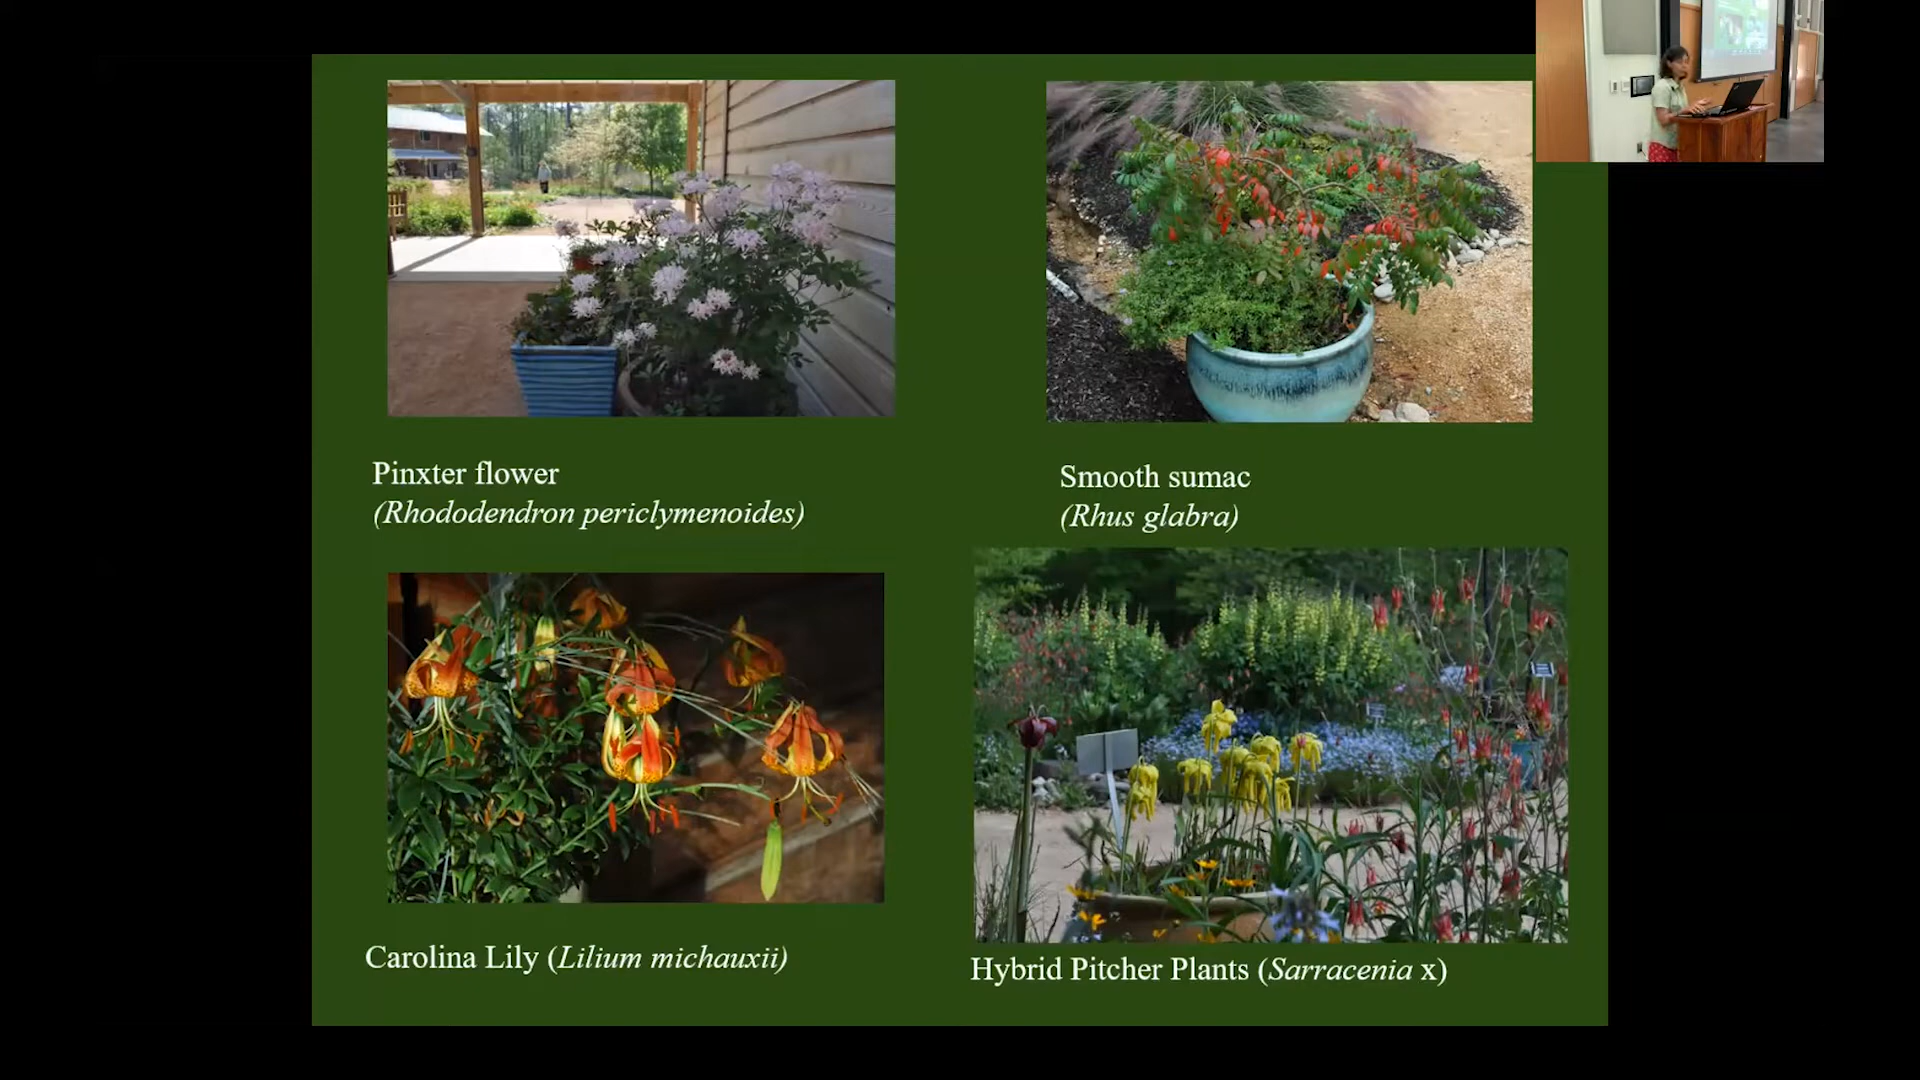 Pinxter flower
(Rhododendron periclymenoides)
Smooth sumac
(Rhus glabra)
Carolina Lily (Lilium michauxii)
Hybrid Pitcher Plants (Sarracenia x)